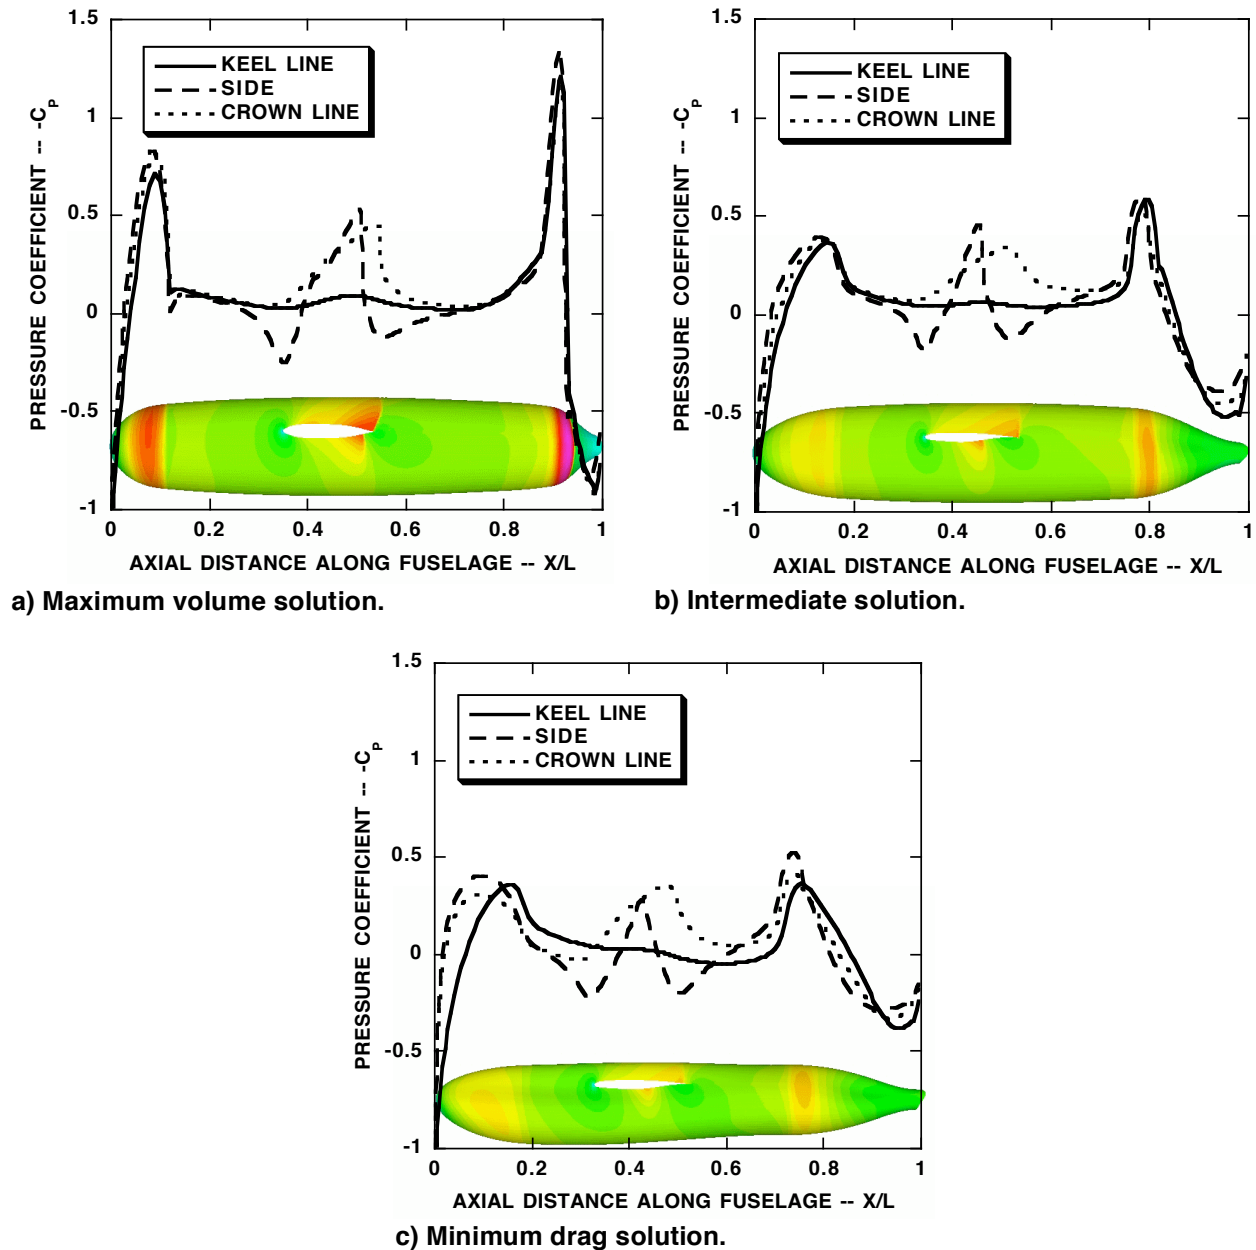 1.5
1
0.5
0
-0.5
-1
PRESSURE COEFFICIENT -- -C_P
KEEL LINE
SIDE
CROWN LINE
0 0.2 0.4 0.6 0.8 1
AXIAL DISTANCE ALONG FUSELAGE -- X/L
a) Maximum volume solution.
1.5
1
0.5
0
-0.5
-1
PRESSURE COEFFICIENT -- -C_P
KEEL LINE
SIDE
CROWN LINE
0 0.2 0.4 0.6 0.8 1
AXIAL DISTANCE ALONG FUSELAGE -- X/L
b) Intermediate solution.
1.5
1
0.5
0
-0.5
-1
PRESSURE COEFFICIENT -- -C_P
KEEL LINE
SIDE
CROWN LINE
0 0.2 0.4 0.6 0.8 1
AXIAL DISTANCE ALONG FUSELAGE -- X/L
c) Minimum drag solution.